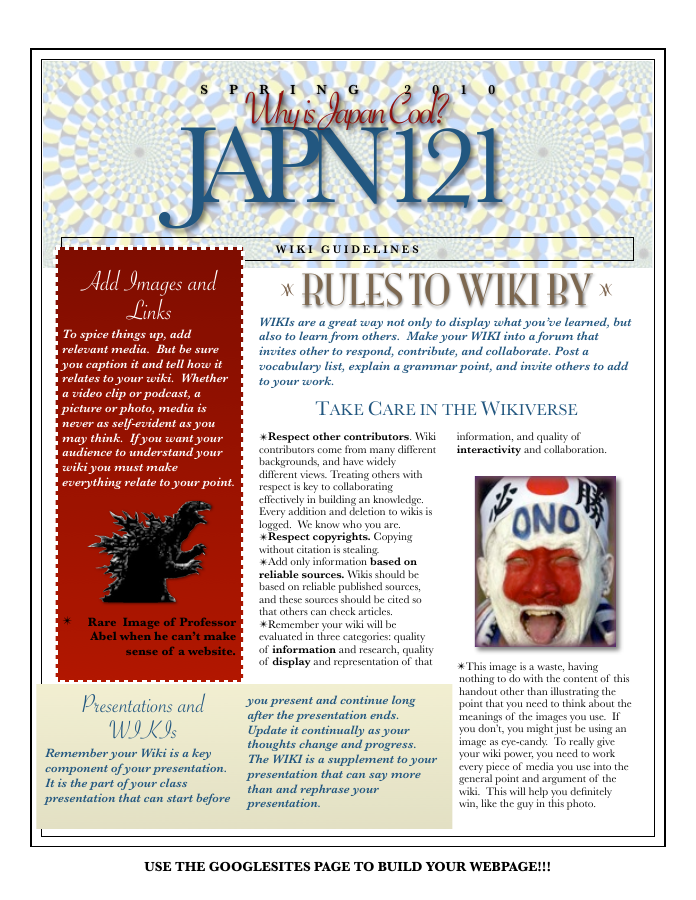 SPRING 2010
Why is Japan Cool?
JAPN 121
WIKI GUIDELINES
Add Images and
Links
To spice things up, add
relevant media. But be sure
you caption it and tell how it
relates to your wiki. Whether
a video clip or podcast, a
picture or photo, media is
never as self-evident as you
may think. If you want your
audience to understand your
wiki you must make
everything relate to your point.
✴ Rare Image of Professor
Abel when he can't make
sense of a website.
RULES TO WIKI BY
WIKIs are a great way not only to display what you've learned, but
also to learn from others. Make your WIKI into a forum that
invites other to respond, contribute, and collaborate. Post a
vocabulary list, explain a grammar point, and invite others to add
to your work.
TAKE CARE IN THE WIKIVERSE
✴Respect other contributors. Wiki
contributors come from many different
backgrounds, and have widely
different views. Treating others with
respect is key to collaborating
effectively in building an knowledge.
Every addition and deletion to wikis is
logged. We know who you are.
✴Respect copyrights. Copying
without citation is stealing.
✴Add only information based on
reliable sources. Wikis should be
based on reliable published sources,
and these sources should be cited so
that others can check articles.
✴Remember your wiki will be
evaluated in three categories: quality
of information and research, quality
of display and representation of that
information, and quality of
interactivity and collaboration.
必勝
ONO
✴This image is a waste, having
nothing to do with the content of this
handout other than illustrating the
point that you need to think about the
meanings of the images you use. If
you don't, you might just be using an
image as eye-candy. To really give
your wiki power, you need to work
every piece of media you use into the
general point and argument of the
wiki. This will help you definitely
win, like the guy in this photo.
Presentations and
WIKIs
Remember your Wiki is a key
component of your presentation.
It is the part of your class
presentation that can start before
you present and continue long
after the presentation ends.
Update it continually as your
thoughts change and progress.
The WIKI is a supplement to your
presentation that can say more
than and rephrase your
presentation.
USE THE GOOGLESITES PAGE TO BUILD YOUR WEBPAGE!!!